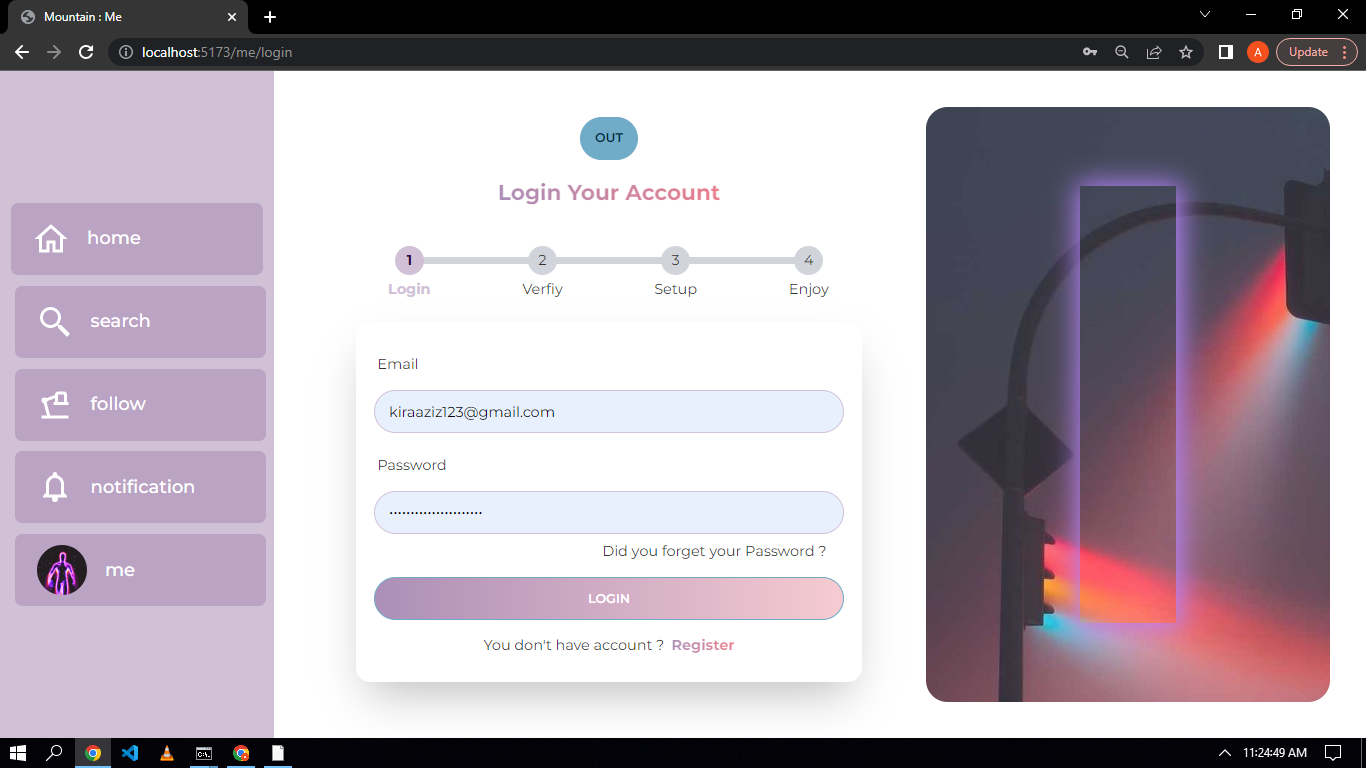 Mountain : Me
localhost:5173/me/login
A
Update
home
search
follow
notification
me
OUT
Login Your Account
1 2 3 4
Login Verfiy Setup Enjoy
Email
kiraaziz123@gmail.com
Password
Did you forget your Password ?
LOGIN
You don't have account ? Register
11:24:49 AM